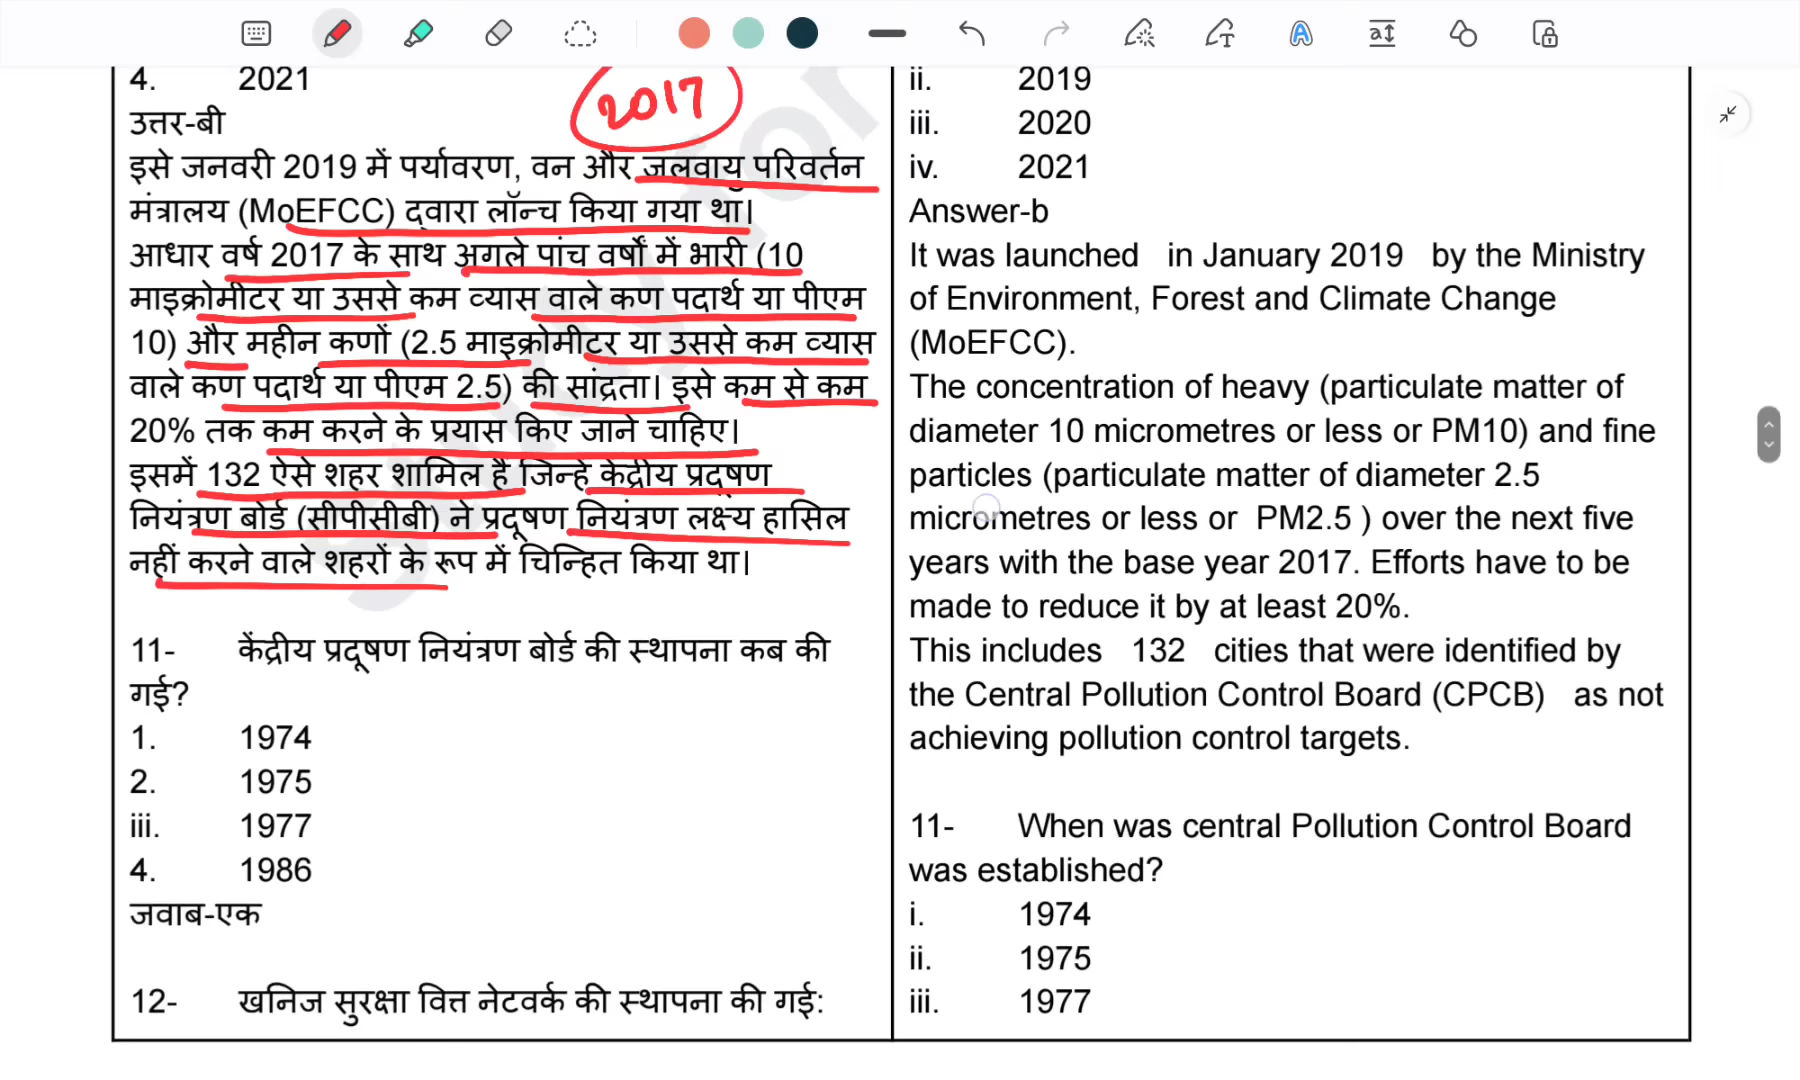 4. 2021
2017
उत्तर-बी
इसे जनवरी 2019 में पर्यावरण, वन और जलवायु परिवर्तन
मंत्रालय (MoEFCC) द्वारा लॉन्च किया गया था।
आधार वर्ष 2017 के साथ अगले पांच वर्षों में भारी (10
माइक्रोमीटर या उससे कम व्यास वाले कण पदार्थ या पीएम
10) और महीन कणों (2.5 माइक्रोमीटर या उससे कम व्यास
वाले कण पदार्थ या पीएम 2.5) की सांद्रता। इसे कम से कम
20% तक कम करने के प्रयास किए जाने चाहिए।
इसमें 132 ऐसे शहर शामिल हैं जिन्हें केंद्रीय प्रदूषण
नियंत्रण बोर्ड (सीपीसीबी) ने प्रदूषण नियंत्रण लक्ष्य हासिल
नहीं करने वाले शहरों के रूप में चिन्हित किया था।
11- केंद्रीय प्रदूषण नियंत्रण बोर्ड की स्थापना कब की
गई?
1. 1974
2. 1975
iii. 1977
4. 1986
जवाब-एक
12- खनिज सुरक्षा वित्त नेटवर्क की स्थापना की गई:
ii. 2019
iii. 2020
iv. 2021
Answer-b
It was launched in January 2019 by the Ministry
of Environment, Forest and Climate Change
(MoEFCC).
The concentration of heavy (particulate matter of
diameter 10 micrometres or less or PM10) and fine
particles (particulate matter of diameter 2.5
micrometres or less or PM2.5 ) over the next five
years with the base year 2017. Efforts have to be
made to reduce it by at least 20%.
This includes 132 cities that were identified by
the Central Pollution Control Board (CPCB) as not
achieving pollution control targets.
11- When was central Pollution Control Board
was established?
i. 1974
ii. 1975
iii. 1977